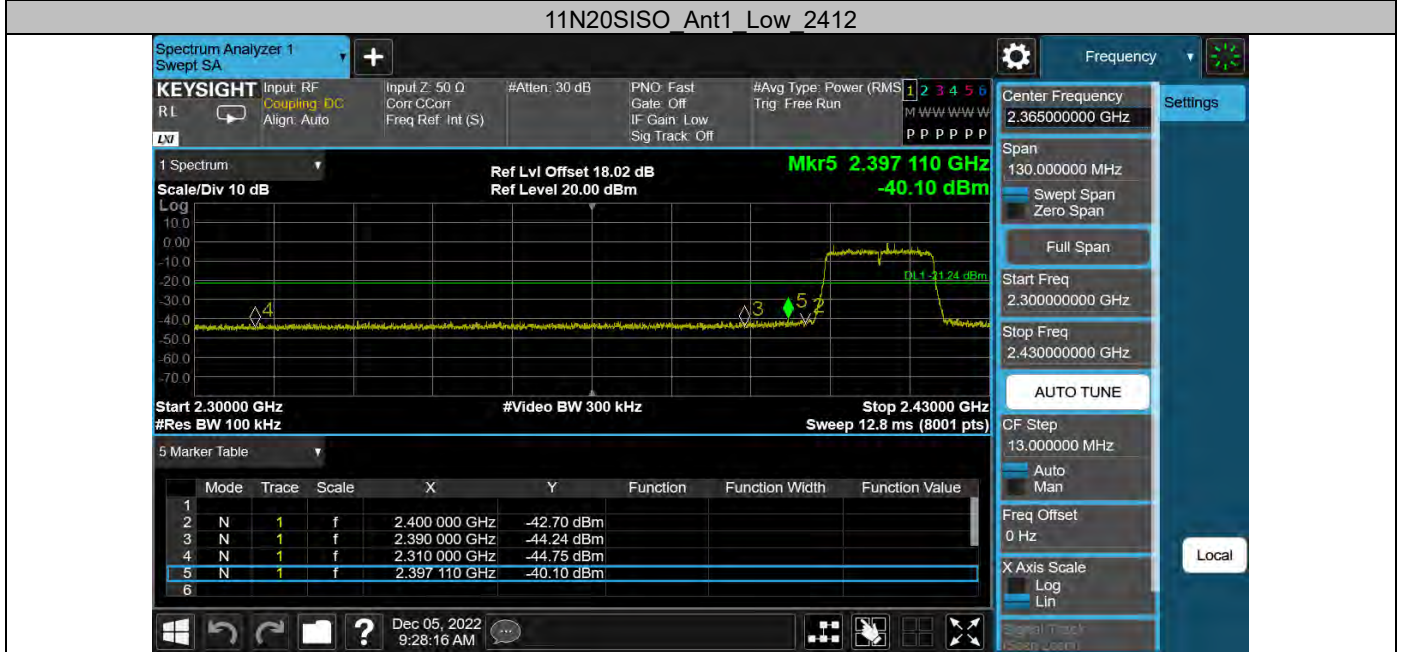 11N20SISO_Ant1_Low_2412
Spectrum Analyzer 1
Swept SA
+
Frequency
KEYSIGHT
RL
LXI
Input: RF
Coupling: DC
Align: Auto
Input Z: 50 Ω
Corr CCorr
Freq Ref: Int (S)
#Atten: 30 dB
PNO: Fast
Gate: Off
IF Gain: Low
Sig Track: Off
#Avg Type: Power (RMS
Trig: Free Run
1 2 3 4 5 6
M W W W W W
P P P P P P
1 Spectrum
Ref Lvl Offset 18.02 dB
Mkr5 2.397 110 GHz
Scale/Div 10 dB
Ref Level 20.00 dBm
-40.10 dBm
Log
10.0
0.00
-10.0
-20.0
-30.0
-40.0
-50.0
-60.0
-70.0
DL1 -21.24 dBm
4
3
5
2
Start 2.30000 GHz
#Video BW 300 kHz
Stop 2.43000 GHz
#Res BW 100 kHz
Sweep 12.8 ms (8001 pts)
5 Marker Table
Mode Trace Scale X Y Function Function Width Function Value
1
2 N 1 f 2.400 000 GHz -42.70 dBm
3 N 1 f 2.390 000 GHz -44.24 dBm
4 N 1 f 2.310 000 GHz -44.75 dBm
5 N 1 f 2.397 110 GHz -40.10 dBm
6
?
Dec 05, 2022
9:28:16 AM
Center Frequency
2.365000000 GHz
Settings
Span
130.000000 MHz
Swept Span
Zero Span
Full Span
Start Freq
2.300000000 GHz
Stop Freq
2.430000000 GHz
AUTO TUNE
CF Step
13.000000 MHz
Auto
Man
Freq Offset
0 Hz
Local
X Axis Scale
Log
Lin
Signal Track
(Span Zoom)